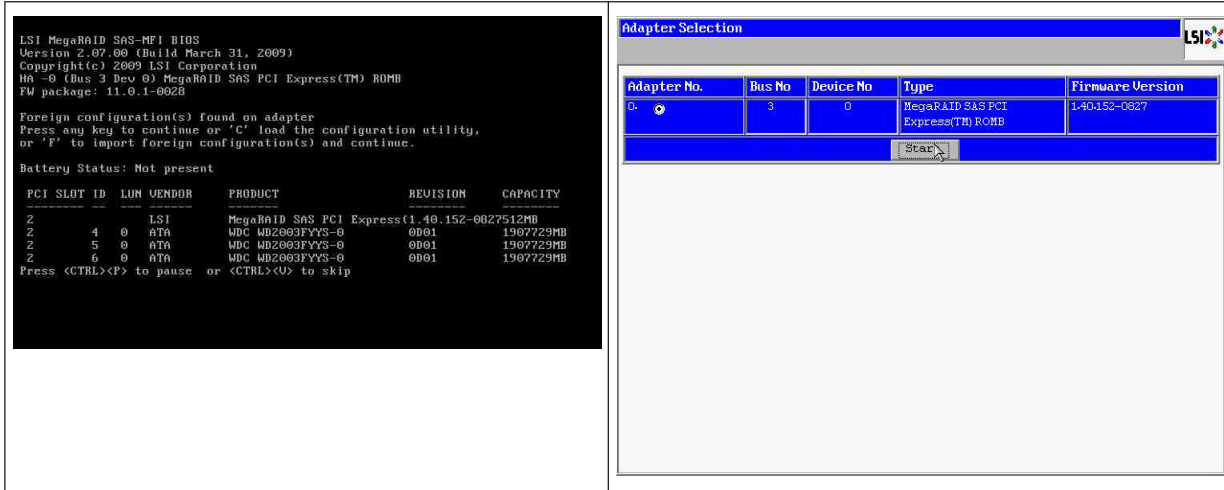 LSI MegaRAID SAS-MFI BIOS
Version 2.07.00 (Build March 31, 2009)
Copyright(c) 2009 LSI Corporation
HA -0 (Bus 3 Dev 0) MegaRAID SAS PCI Express(TM) ROMB
FW package: 11.0.1-0028
Foreign configuration(s) found on adapter
Press any key to continue or 'C' load the configuration utility,
or 'F' to import foreign configuration(s) and continue.
Battery Status: Not present
PCI SLOT ID LUN VENDOR PRODUCT REVISION CAPACITY
2 LSI MegaRAID SAS PCI Express(1.40.152-0827512MB
2 4 0 ATA WDC WD2003FYYS-0 0D01 1907729MB
2 5 0 ATA WDC WD2003FYYS-0 0D01 1907729MB
2 6 0 ATA WDC WD2003FYYS-0 0D01 1907729MB
Press <CTRL><P> to pause or <CTRL><V> to skip
Adapter Selection
LSI
Adapter No. Bus No Device No Type Firmware Version
0. 3 0 MegaRAID SAS PCI 1.40.152-0827
Express(TM) ROMB
Star